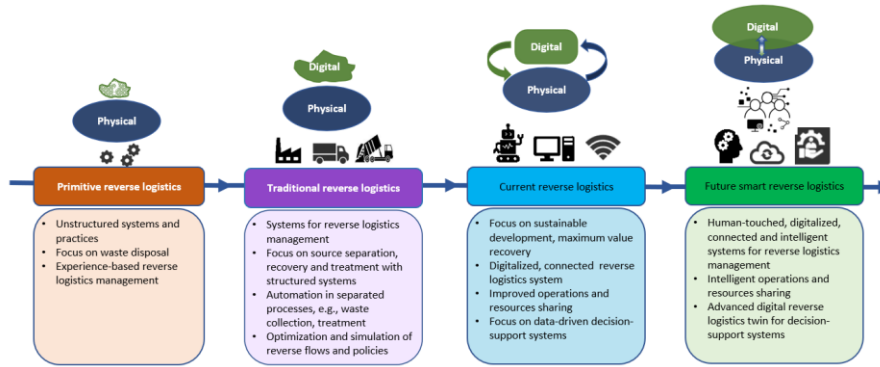 Digital
Physical
Digital
Physical
Digital
Physical
Physical
Primitive reverse logistics
Traditional reverse logistics
Current reverse logistics
Future smart reverse logistics
• Unstructured systems and
practices
• Focus on waste disposal
• Experience-based reverse
logistics management
• Systems for reverse logistics
management
• Focus on source separation,
recovery and treatment with
structured systems
• Automation in separated
processes, e.g., waste
collection, treatment
• Optimization and simulation of
reverse flows and policies
• Focus on sustainable
development, maximum value
recovery
• Digitalized, connected reverse
logistics system
• Improved operations and
resources sharing
• Focus on data-driven decision-
support systems
• Human-touched, digitalized,
connected and intelligent
systems for reverse logistics
management
• Intelligent operations and
resources sharing
• Advanced digital reverse
logistics twin for decision-
support systems